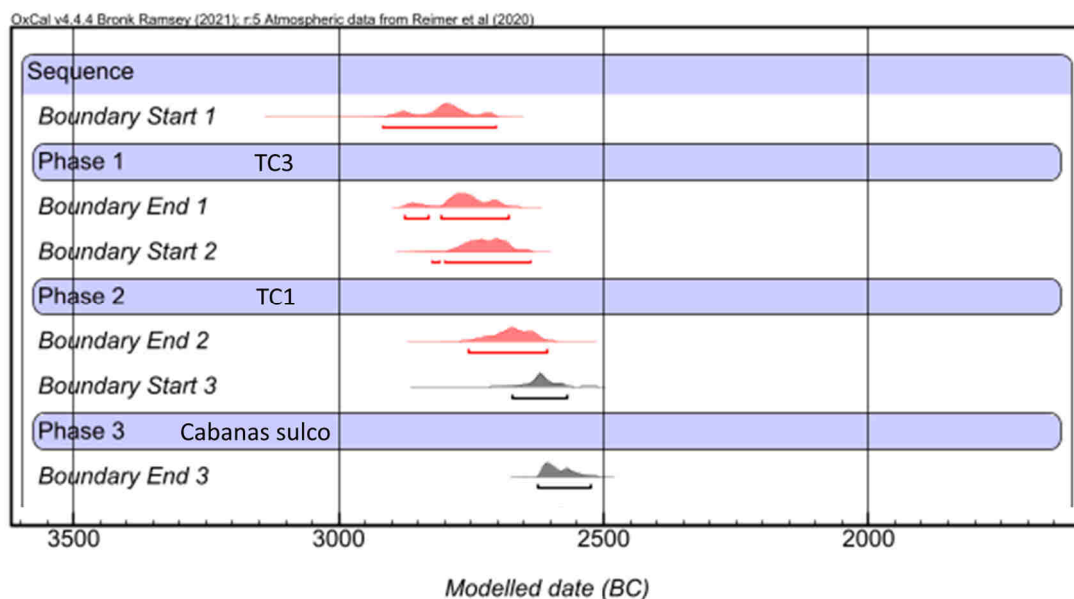 OxCal v4.4.4 Bronk Ramsey (2021); r:5 Atmospheric data from Reimer et al (2020)
Sequence
Boundary Start 1
Phase 1 TC3
Boundary End 1
Boundary Start 2
Phase 2 TC1
Boundary End 2
Boundary Start 3
Phase 3 Cabanas sulco
Boundary End 3
3500 3000 2500 2000
Modelled date (BC)